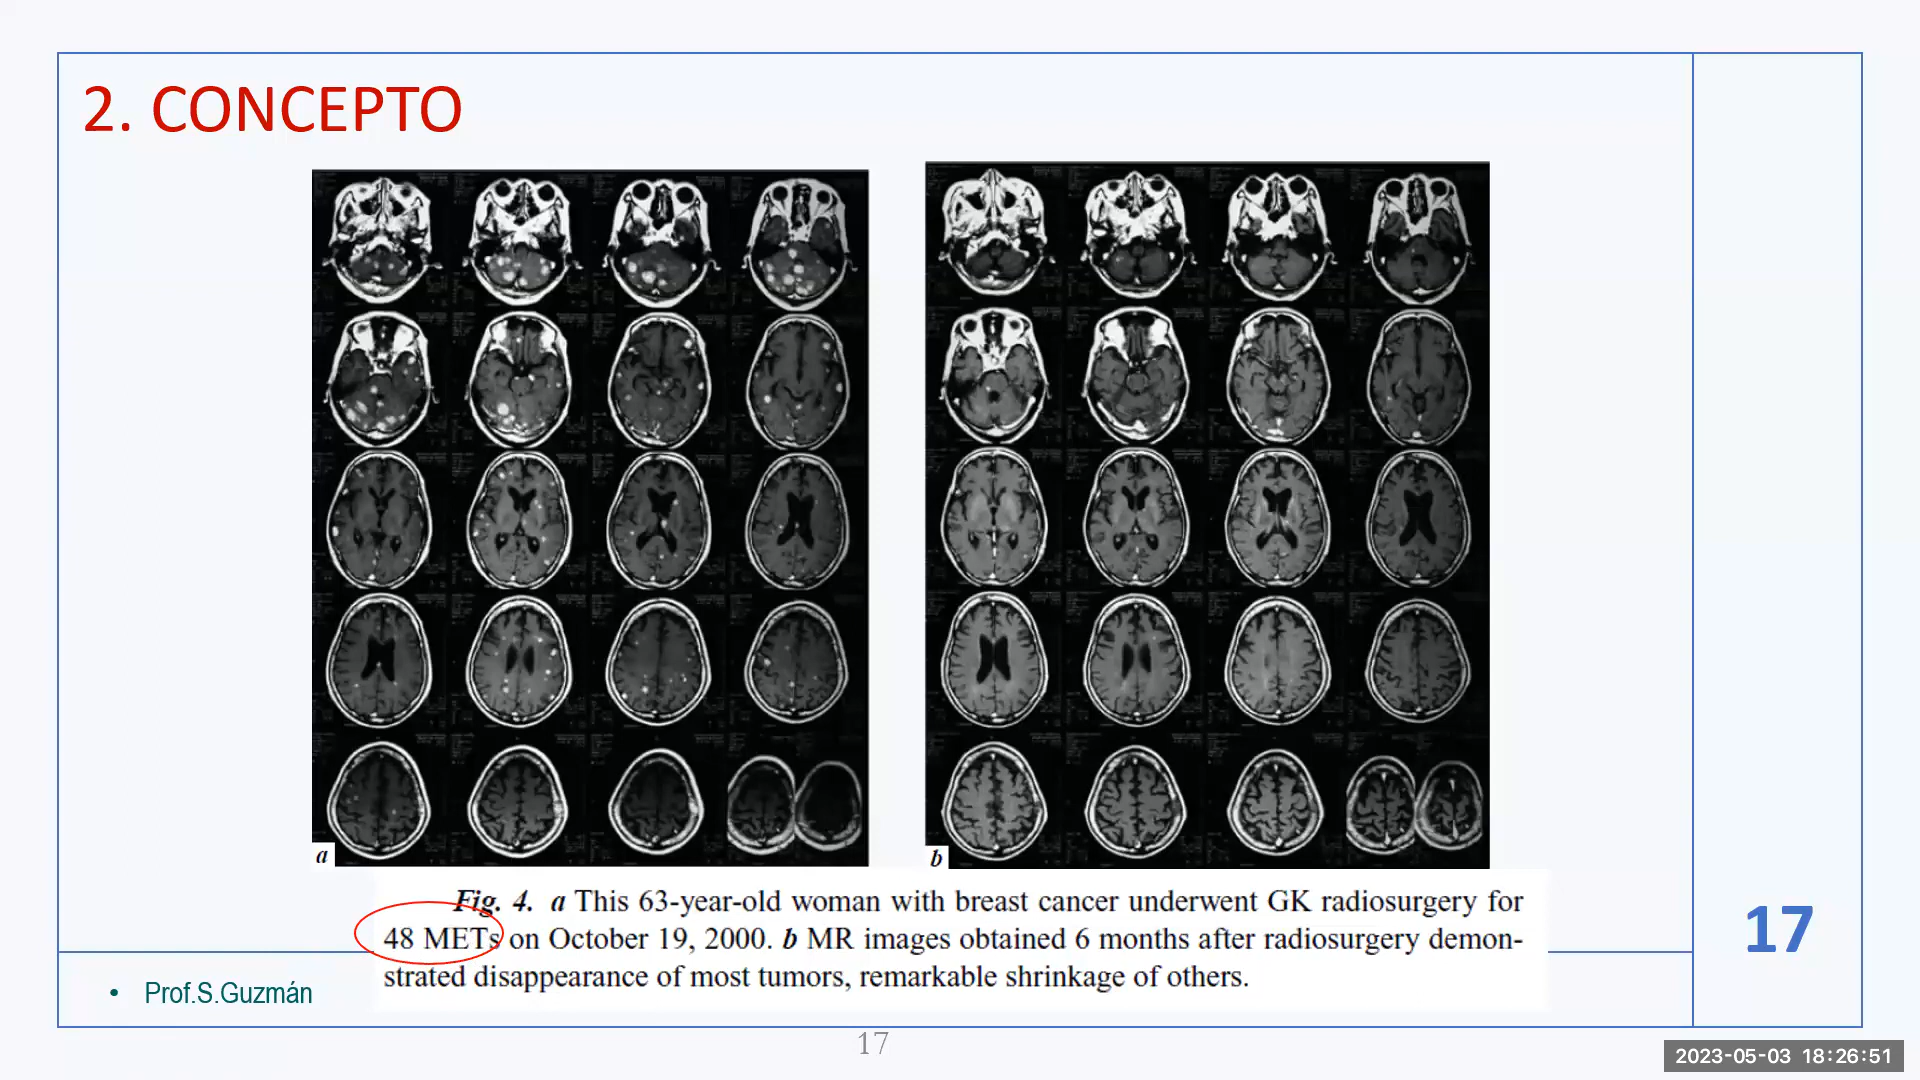 2. CONCEPTO
a
b
Fig. 4. a This 63-year-old woman with breast cancer underwent GK radiosurgery for
48 METs on October 19, 2000. b MR images obtained 6 months after radiosurgery demon-
strated disappearance of most tumors, remarkable shrinkage of others.
17
• Prof.S.Guzmán
17
2023-05-03 18:26:51